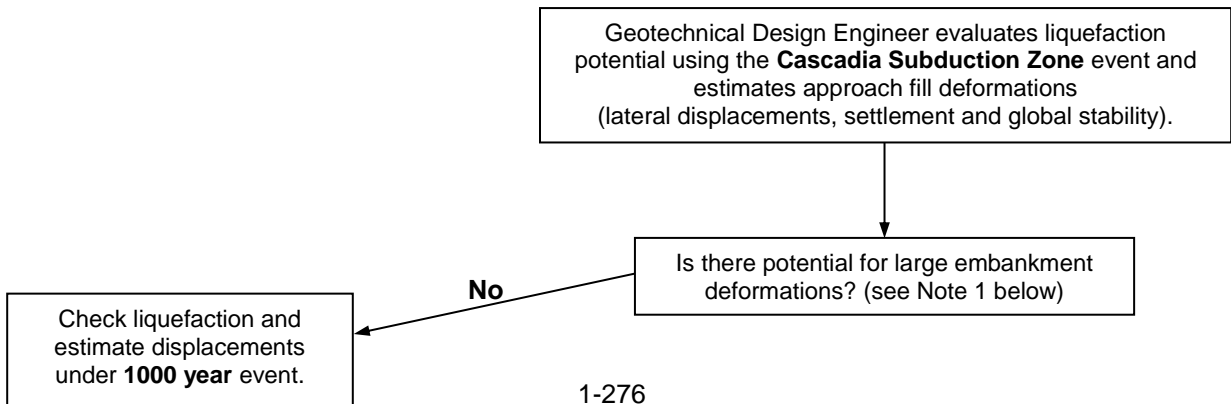 Geotechnical Design Engineer evaluates liquefaction
potential using the Cascadia Subduction Zone event and
estimates approach fill deformations
(lateral displacements, settlement and global stability).
Is there potential for large embankment
deformations? (see Note 1 below)
No
Check liquefaction and
estimate displacements
under 1000 year event.
1-276